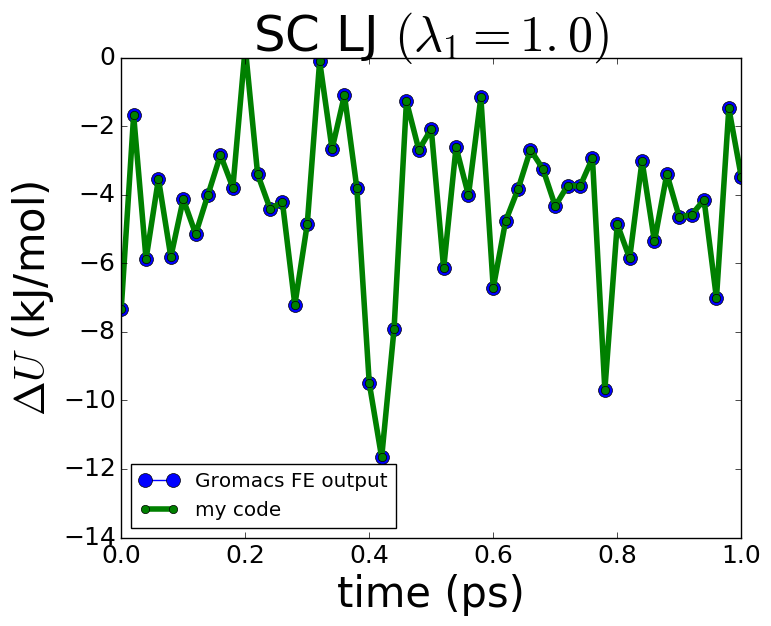 SC LJ (λ₁ = 1.0)
ΔU (kJ/mol)
0
−2
−4
−6
−8
−10
−12
−14
Gromacs FE output
my code
0.0 0.2 0.4 0.6 0.8 1.0
time (ps)